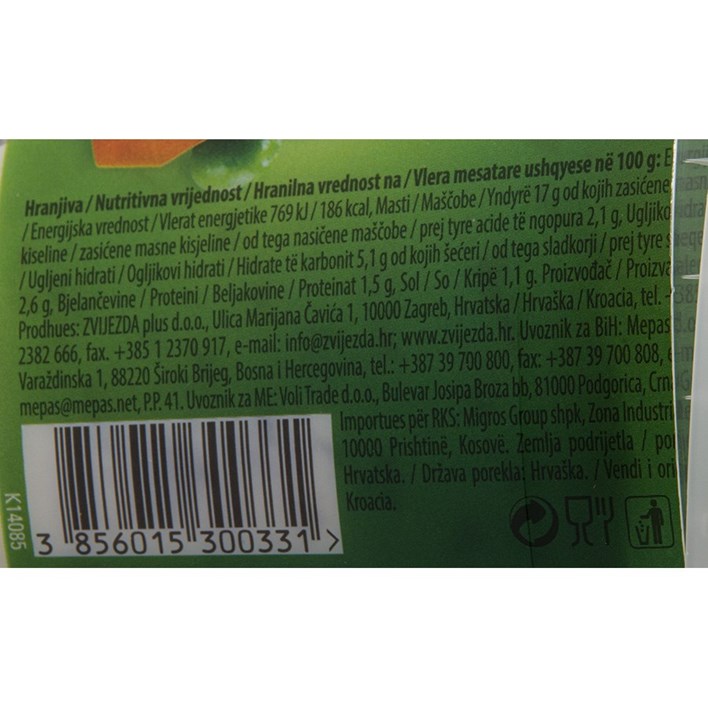 Hranjiva / Nutritivna vrijednost / Hranilna vrednost na / Vlera mesatare ushqyese në 100 g:
/ Energijska vrednost / Vlerat energjetike 769 kJ / 186 kcal, Masti / Maščobe / Yndyrë 17 g od kojih zasićene
kiseline / zasićene masne kisjeline / od tega nasičene maščobe / prej tyre acide të ngopura 2,1 g,
/ Ugljeni hidrati / Ogljikovi hidrati / Hidrate të karbonit 5,1 g od kojih šećeri / od tega sladkorji / prej tyre
2,6 g, Bjelančevine / Proteini / Beljakovine / Proteinat 1,5 g, Sol / So / Kripë 1,1 g. Proizvođač /
Prodhues: ZVIJEZDA plus d.o.o., Ulica Marijana Čavića 1, 10000 Zagreb, Hrvatska / Hrvaška / Kroacia, tel.
2382 666, fax. +385 1 2370 917, e-mail: info@zvijezda.hr; www.zvijezda.hr. Uvoznik za BiH: Mepas
Varaždinska 1, 88220 Široki Brijeg, Bosna i Hercegovina, tel.: +387 39 700 800, fax: +387 39 700 808,
mepas@mepas.net, P.P. 41. Uvoznik za ME: Voli Trade d.o.o., Bulevar Josipa Broza bb, 81000 Podgorica,
Importues për RKS: Migros Group shpk, Zona
10000 Prishtinë, Kosovë. Zemlja podrijetla /
Hrvatska. / Država porekla: Hrvaška. / Vendi i
Kroacia.
K14085
3 856015 300331 >